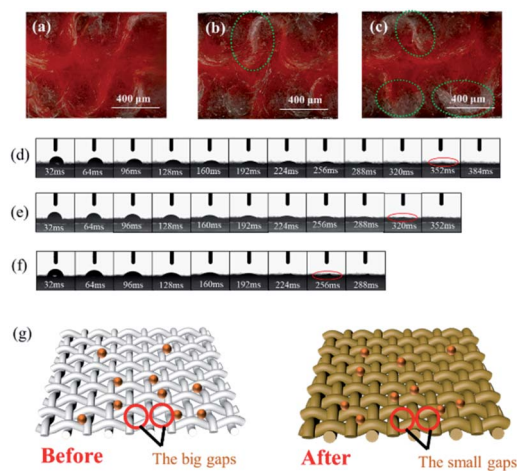 (a) (b) (c)
400 µm 400 µm 400 µm
(d)
32ms 64ms 96ms 128ms 160ms 192ms 224ms 256ms 288ms 320ms 352ms 384ms
(e)
32ms 64ms 96ms 128ms 160ms 192ms 224ms 256ms 288ms 320ms 352ms
(f)
32ms 64ms 96ms 128ms 160ms 192ms 224ms 256ms 288ms
(g)
Before The big gaps After The small gaps